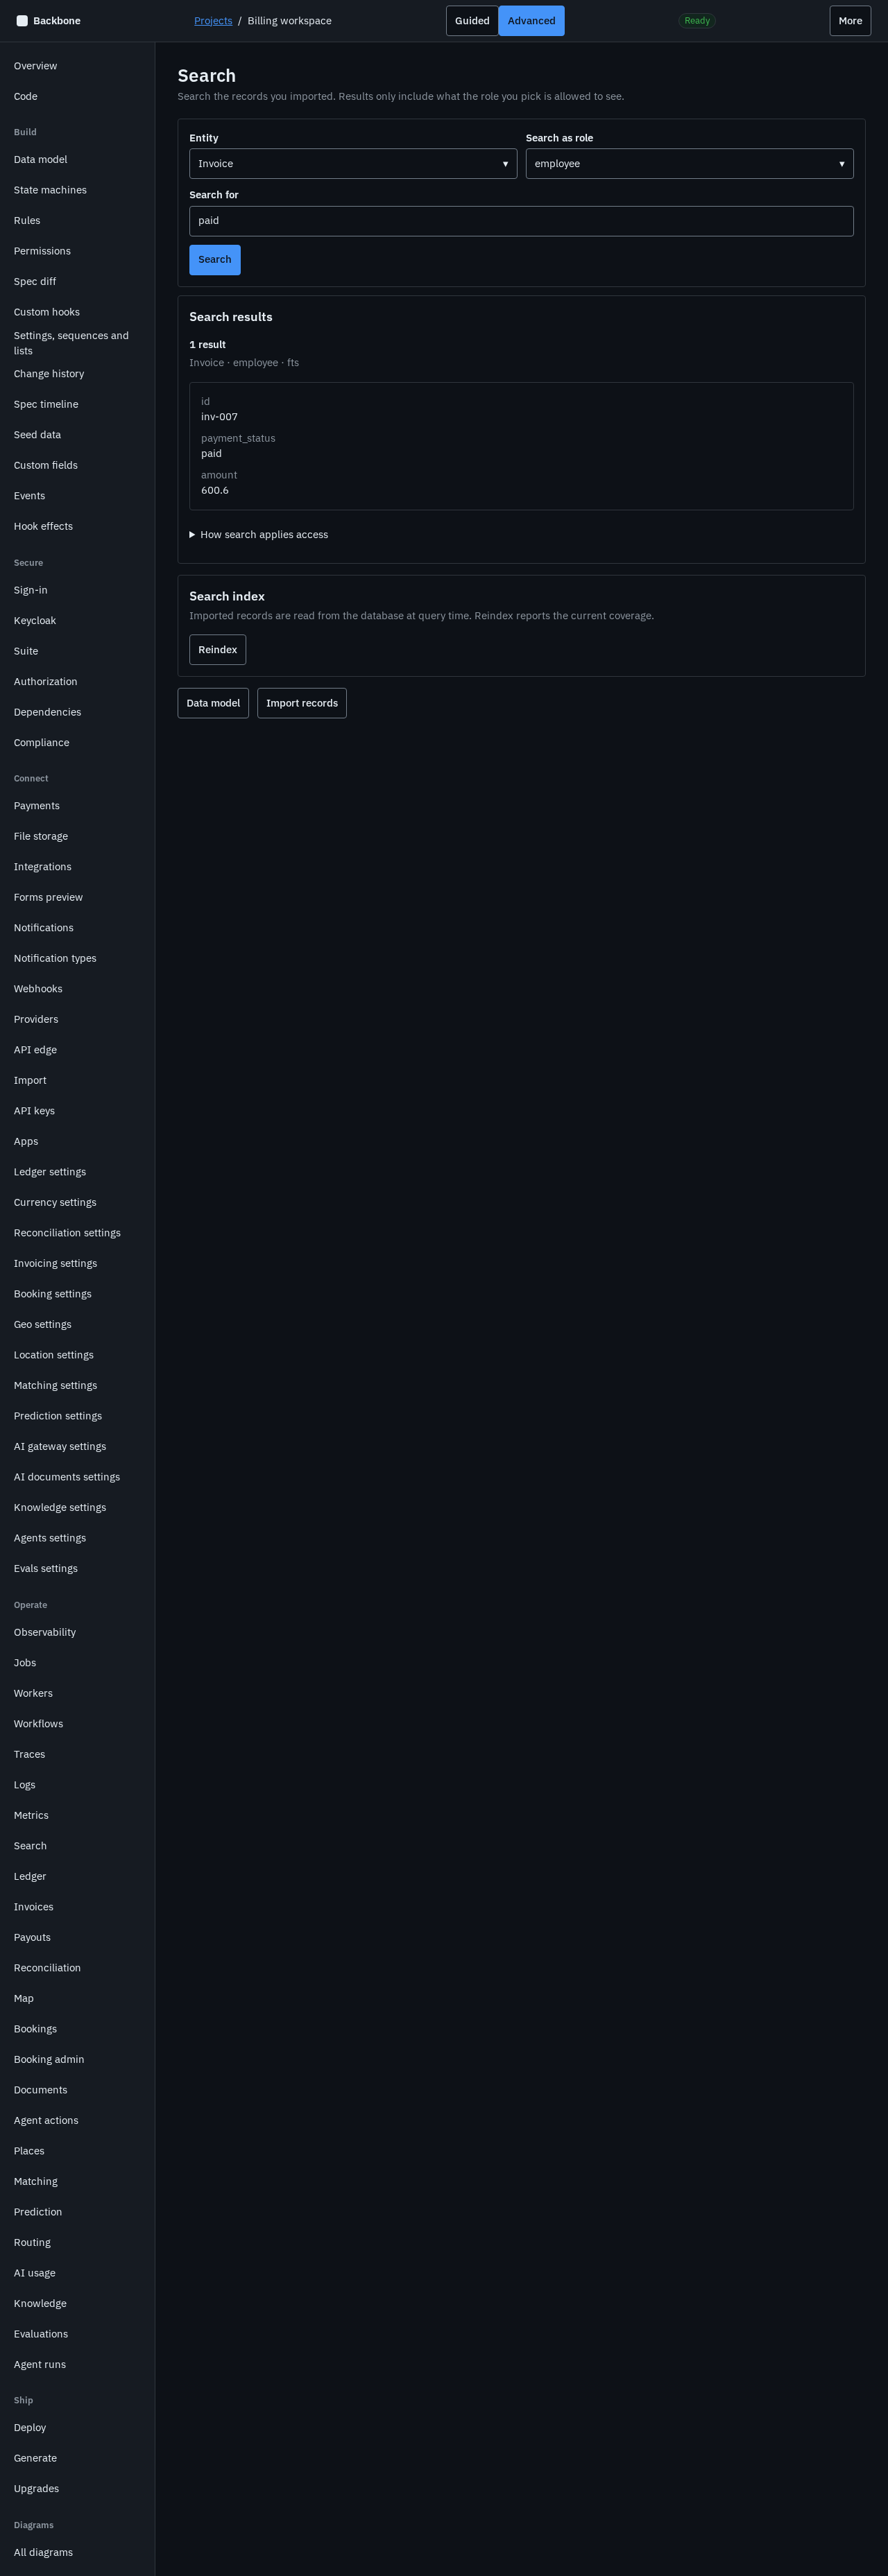 Backbone
Projects / Billing workspace
Guided
Advanced
Ready
More
Overview
Code
Build
Data model
State machines
Rules
Permissions
Spec diff
Custom hooks
Settings, sequences and
lists
Change history
Spec timeline
Seed data
Custom fields
Events
Hook effects
Secure
Sign-in
Keycloak
Suite
Authorization
Dependencies
Compliance
Connect
Payments
File storage
Integrations
Forms preview
Notifications
Notification types
Webhooks
Providers
API edge
Import
API keys
Apps
Ledger settings
Currency settings
Reconciliation settings
Invoicing settings
Booking settings
Geo settings
Location settings
Matching settings
Prediction settings
AI gateway settings
AI documents settings
Knowledge settings
Agents settings
Evals settings
Operate
Observability
Jobs
Workers
Workflows
Traces
Logs
Metrics
Search
Ledger
Invoices
Payouts
Reconciliation
Map
Bookings
Booking admin
Documents
Agent actions
Places
Matching
Prediction
Routing
AI usage
Knowledge
Evaluations
Agent runs
Ship
Deploy
Generate
Upgrades
Diagrams
All diagrams
Search
Search the records you imported. Results only include what the role you pick is allowed to see.
Entity
Invoice
Search as role
employee
Search for
paid
Search
Search results
1 result
Invoice · employee · fts
id
inv-007
payment_status
paid
amount
600.6
How search applies access
Search index
Imported records are read from the database at query time. Reindex reports the current coverage.
Reindex
Data model
Import records